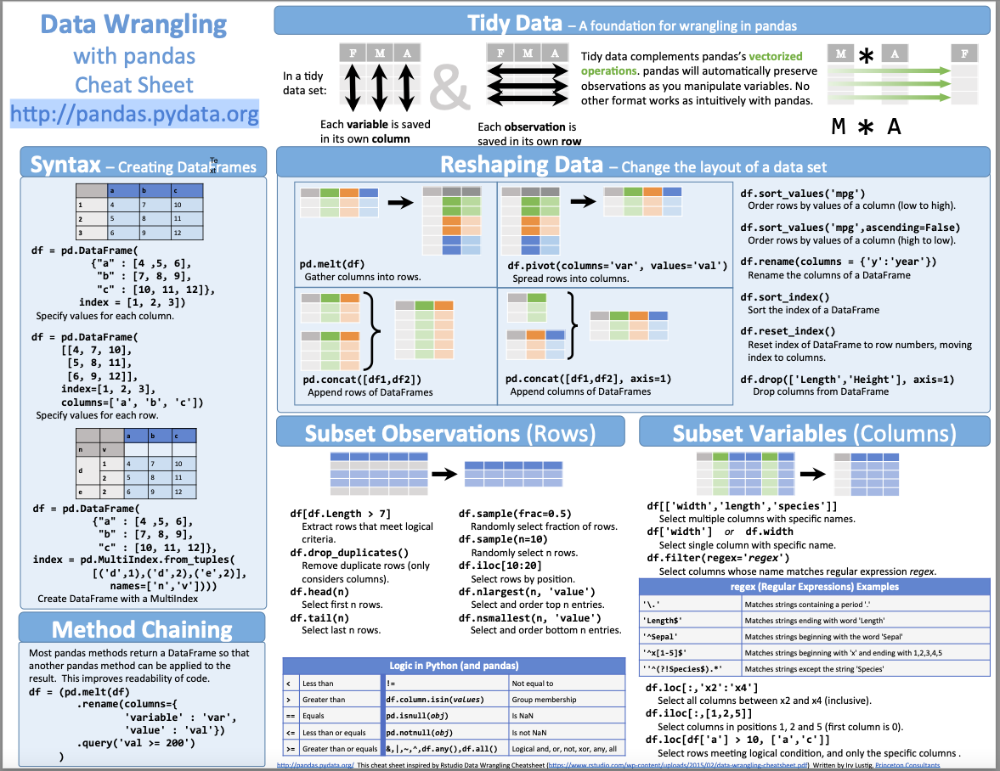 Data Wrangling
with pandas
Cheat Sheet
http://pandas.pydata.org
Tidy Data – A foundation for wrangling in pandas
In a tidy
data set:
F M A
Each variable is saved
in its own column
&
F M A
Each observation is
saved in its own row
Tidy data complements pandas's vectorized
operations. pandas will automatically preserve
observations as you manipulate variables. No
other format works as intuitively with pandas.
M * A F
M * A
Syntax – Creating DataFrames
Te
xt
a b c
1 4 7 10
2 5 8 11
3 6 9 12
df = pd.DataFrame(
{"a" : [4 ,5, 6],
"b" : [7, 8, 9],
"c" : [10, 11, 12]},
index = [1, 2, 3])
Specify values for each column.
df = pd.DataFrame(
[[4, 7, 10],
[5, 8, 11],
[6, 9, 12]],
index=[1, 2, 3],
columns=['a', 'b', 'c'])
Specify values for each row.
a b c
n v
d 1 4 7 10
2 5 8 11
e 2 6 9 12
df = pd.DataFrame(
{"a" : [4 ,5, 6],
"b" : [7, 8, 9],
"c" : [10, 11, 12]},
index = pd.MultiIndex.from_tuples(
[('d',1),('d',2),('e',2)],
names=['n','v'])))
Create DataFrame with a MultiIndex
Method Chaining
Most pandas methods return a DataFrame so that
another pandas method can be applied to the
result. This improves readability of code.
df = (pd.melt(df)
.rename(columns={
'variable' : 'var',
'value' : 'val'})
.query('val >= 200')
)
Reshaping Data – Change the layout of a data set
pd.melt(df)
Gather columns into rows.
df.pivot(columns='var', values='val')
Spread rows into columns.
pd.concat([df1,df2])
Append rows of DataFrames
pd.concat([df1,df2], axis=1)
Append columns of DataFrames
df.sort_values('mpg')
Order rows by values of a column (low to high).
df.sort_values('mpg',ascending=False)
Order rows by values of a column (high to low).
df.rename(columns = {'y':'year'})
Rename the columns of a DataFrame
df.sort_index()
Sort the index of a DataFrame
df.reset_index()
Reset index of DataFrame to row numbers, moving
index to columns.
df.drop(['Length','Height'], axis=1)
Drop columns from DataFrame
Subset Observations (Rows)
df[df.Length > 7]
Extract rows that meet logical
criteria.
df.drop_duplicates()
Remove duplicate rows (only
considers columns).
df.head(n)
Select first n rows.
df.tail(n)
Select last n rows.
df.sample(frac=0.5)
Randomly select fraction of rows.
df.sample(n=10)
Randomly select n rows.
df.iloc[10:20]
Select rows by position.
df.nlargest(n, 'value')
Select and order top n entries.
df.nsmallest(n, 'value')
Select and order bottom n entries.
Logic in Python (and pandas)
< Less than != Not equal to
> Greater than df.column.isin(values) Group membership
== Equals pd.isnull(obj) Is NaN
<= Less than or equals pd.notnull(obj) Is not NaN
>= Greater than or equals &,|,~,^,df.any(),df.all() Logical and, or, not, xor, any, all
Subset Variables (Columns)
df[['width','length','species']]
Select multiple columns with specific names.
df['width'] or df.width
Select single column with specific name.
df.filter(regex='regex')
Select columns whose name matches regular expression regex.
regex (Regular Expressions) Examples
'\.' Matches strings containing a period '.'
'Length$' Matches strings ending with word 'Length'
'^Sepal' Matches strings beginning with the word 'Sepal'
'^x[1-5]$' Matches strings beginning with 'x' and ending with 1,2,3,4,5
''^(?!Species$).*' Matches strings except the string 'Species'
df.loc[:,'x2':'x4']
Select all columns between x2 and x4 (inclusive).
df.iloc[:,[1,2,5]]
Select columns in positions 1, 2 and 5 (first column is 0).
df.loc[df['a'] > 10, ['a','c']]
Select rows meeting logical condition, and only the specific columns .
http://pandas.pydata.org/ This cheat sheet inspired by Rstudio Data Wrangling Cheatsheet (https://www.rstudio.com/wp-content/uploads/2015/02/data-wrangling-cheatsheet.pdf) Written by Irv Lustig, Princeton Consultants